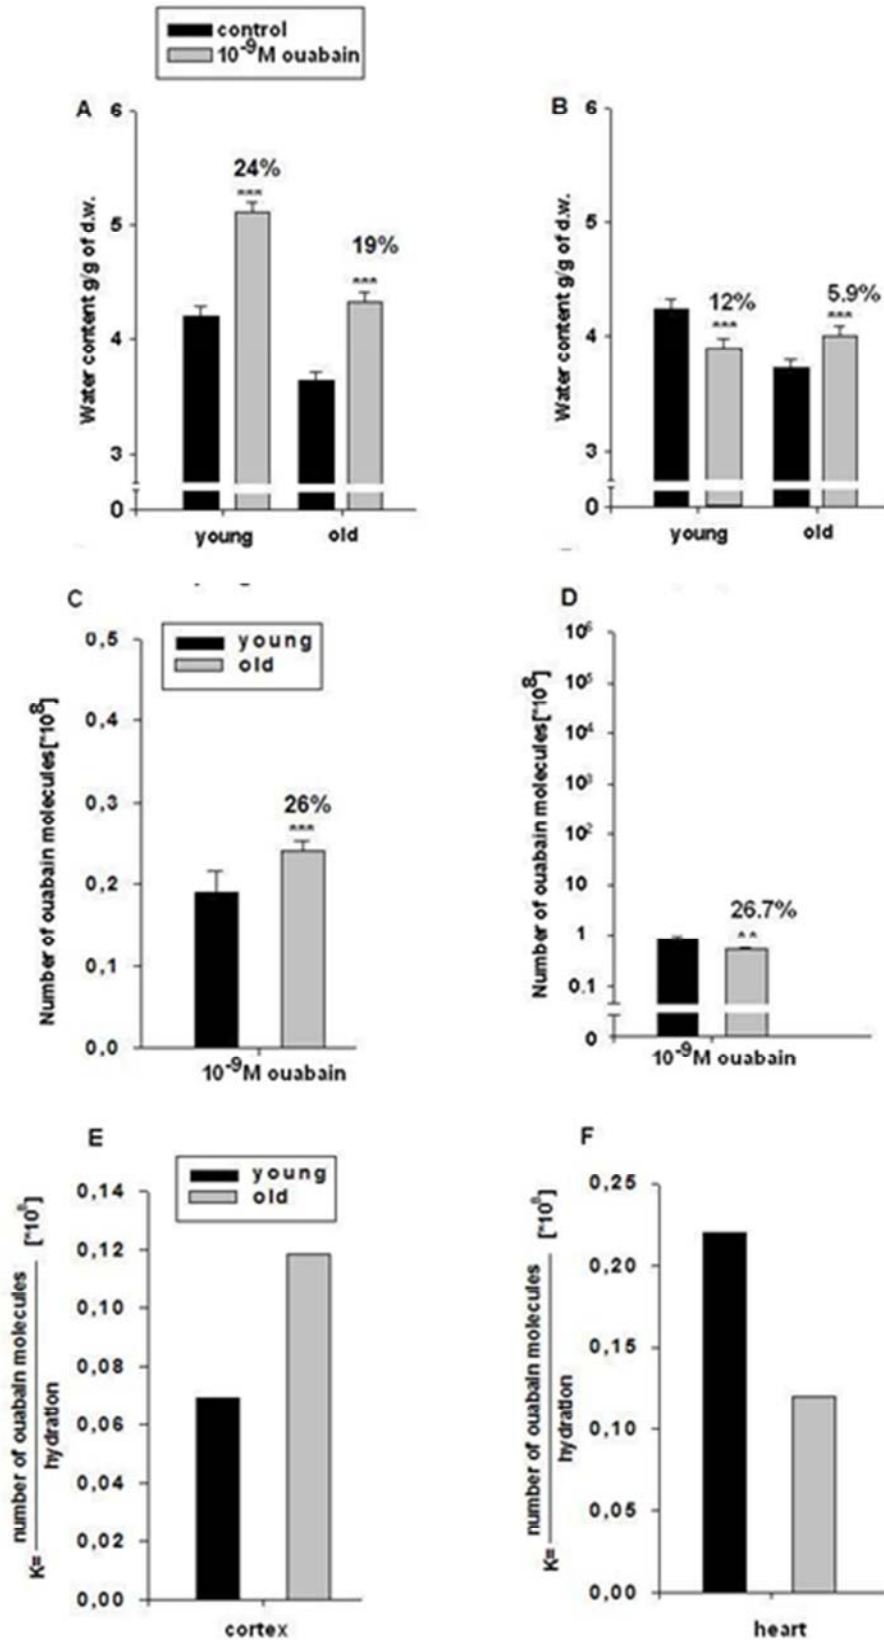 control
10⁻⁹M ouabain
A
6
5
4
3
0
Water content g/g of d.w.
24%
***
19%
***
young
old
B
6
5
4
3
0
Water content g/g of d.w.
12%
***
5.9%
***
young
old
C
young
old
0,5
0,4
0,3
0,2
0,1
0,0
Number of ouabain molecules[*10⁸]
26%
***
10⁻⁹M ouabain
D
10⁶
10⁵
10⁴
10³
10²
10
1
0.1
0
Number of ouabain molecules[*10⁸]
26.7%
**
10⁻⁹M ouabain
E
young
old
0,14
0,12
0,10
0,08
0,06
0,04
0,02
0,00
K= number of ouabain molecules [*10⁸]
hydration
cortex
F
0,25
0,20
0,15
0,10
0,05
0,00
K= number of ouabain molecules [*10⁸]
hydration
heart